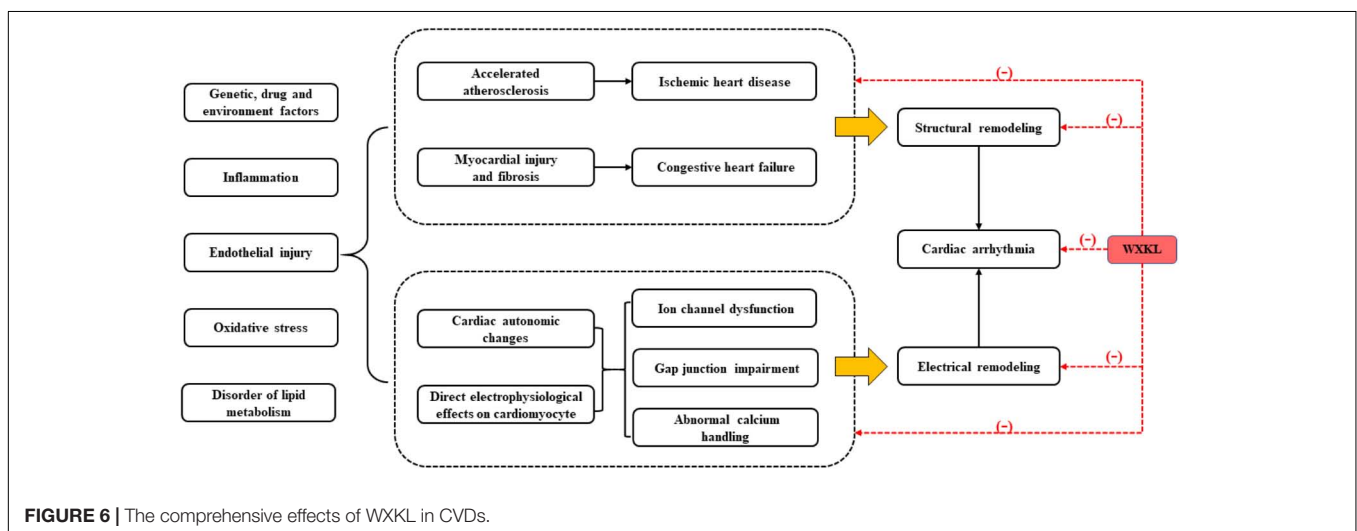 Genetic, drug and
environment factors
Inflammation
Endothelial injury
Oxidative stress
Disorder of lipid
metabolism
Accelerated
atherosclerosis
Ischemic heart disease
Myocardial injury
and fibrosis
Congestive heart failure
Cardiac autonomic
changes
Direct electrophysiological
effects on cardiomyocyte
Ion channel dysfunction
Gap junction impairment
Abnormal calcium
handling
Structural remodeling
Cardiac arrhythmia
Electrical remodeling
(-)
(-)
(-)
WXKL
(-)
(-)
FIGURE 6 | The comprehensive effects of WXKL in CVDs.